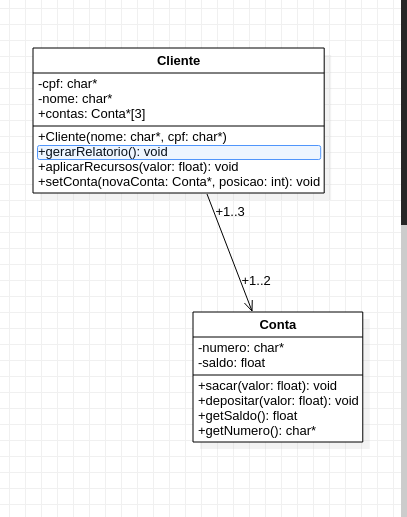 Cliente
-cpf: char*
-nome: char*
+contas: Conta*[3]
+Cliente(nome: char*, cpf: char*)
+gerarRelatorio(): void
+aplicarRecursos(valor: float): void
+setConta(novaConta: Conta*, posicao: int): void
+1..3
+1..2
Conta
-numero: char*
-saldo: float
+sacar(valor: float): void
+depositar(valor: float): void
+getSaldo(): float
+getNumero(): char*